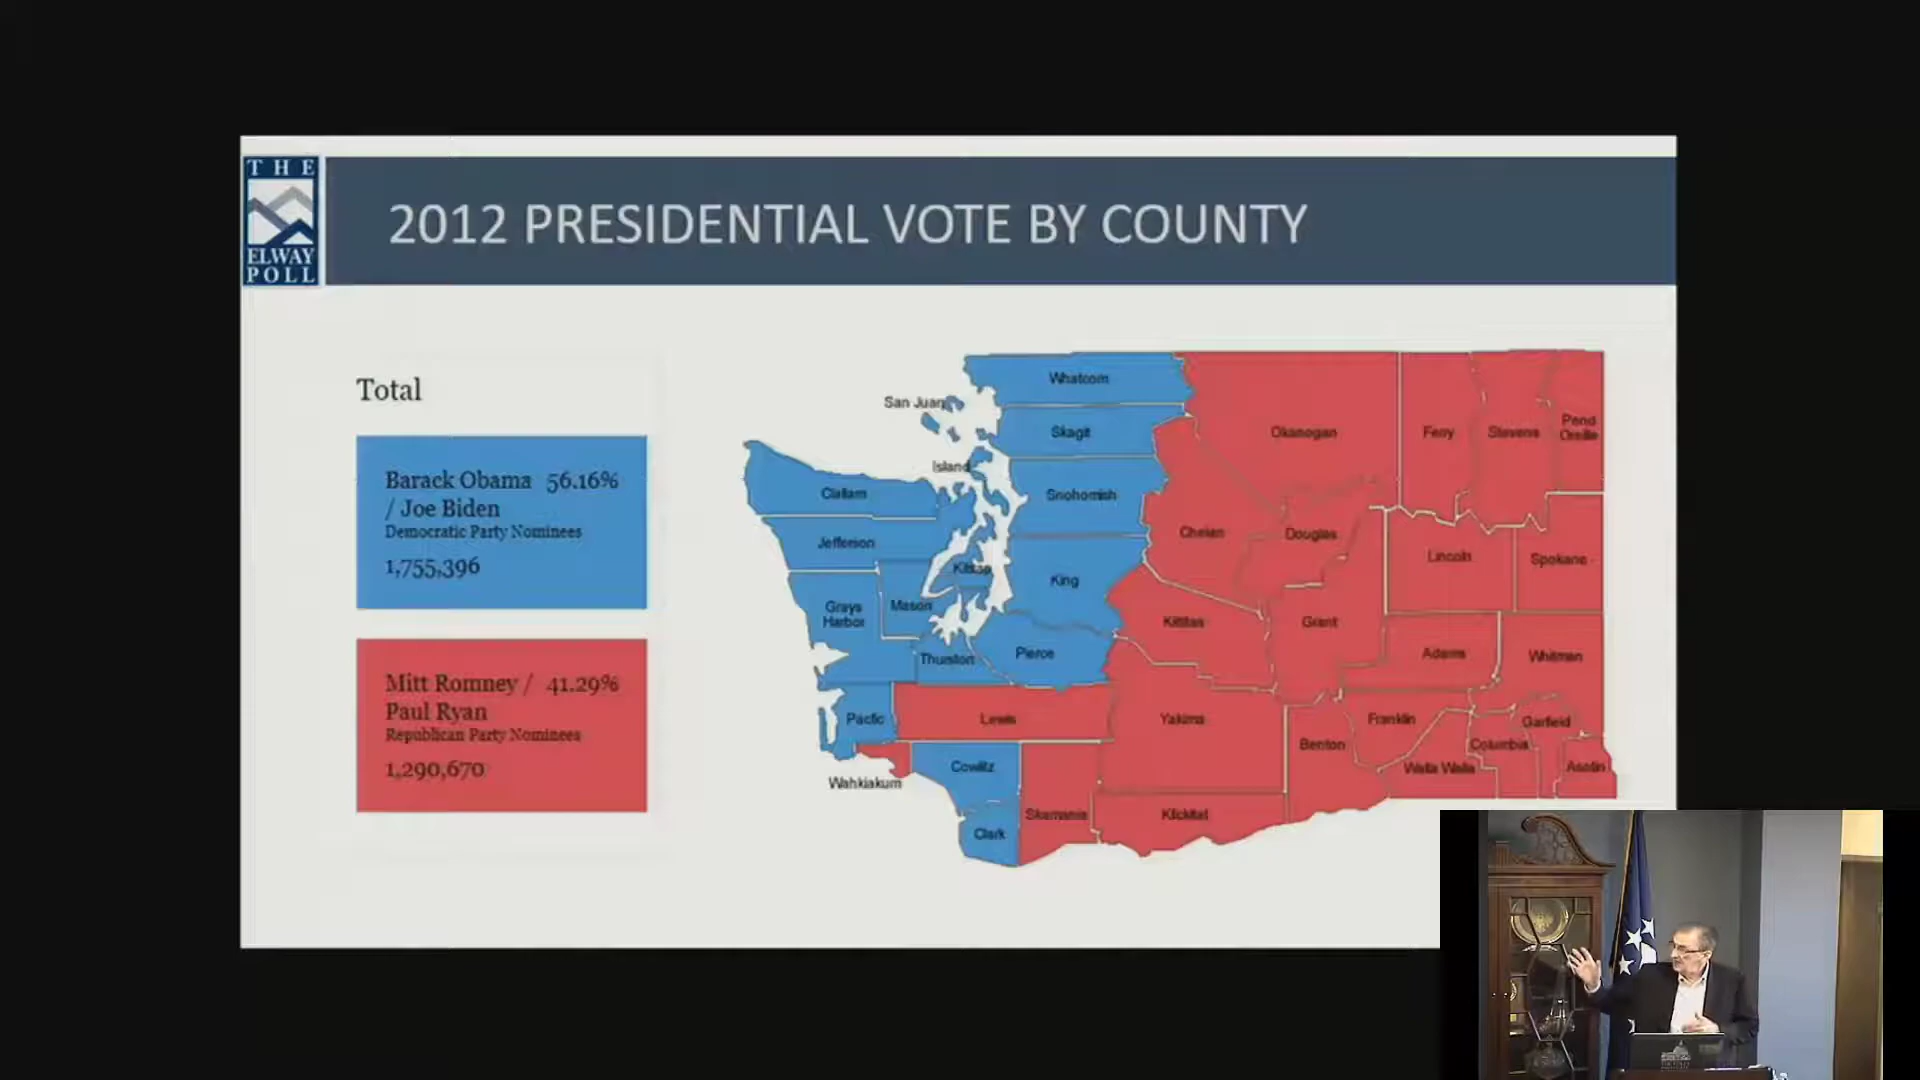 THE
ELWAY
POLL
2012 PRESIDENTIAL VOTE BY COUNTY
Total
Barack Obama 56.16%
/ Joe Biden
Democratic Party Nominees
1,755,396
Mitt Romney / 41.29%
Paul Ryan
Republican Party Nominees
1,290,670
Whatcom
San Juan
Skagit
Okanogan
Ferry
Stevens
Pend
Oreille
Island
Clallam
Snohomish
Chelan
Douglas
Lincoln
Spokane
Jefferson
Kitsap
King
Grays
Harbor
Mason
Kittitas
Grant
Thurston
Pierce
Adams
Whitman
Pacific
Lewis
Yakima
Franklin
Garfield
Benton
Columbia
Walla Walla
Asotin
Wahkiakum
Cowlitz
Skamania
Klickitat
Clark